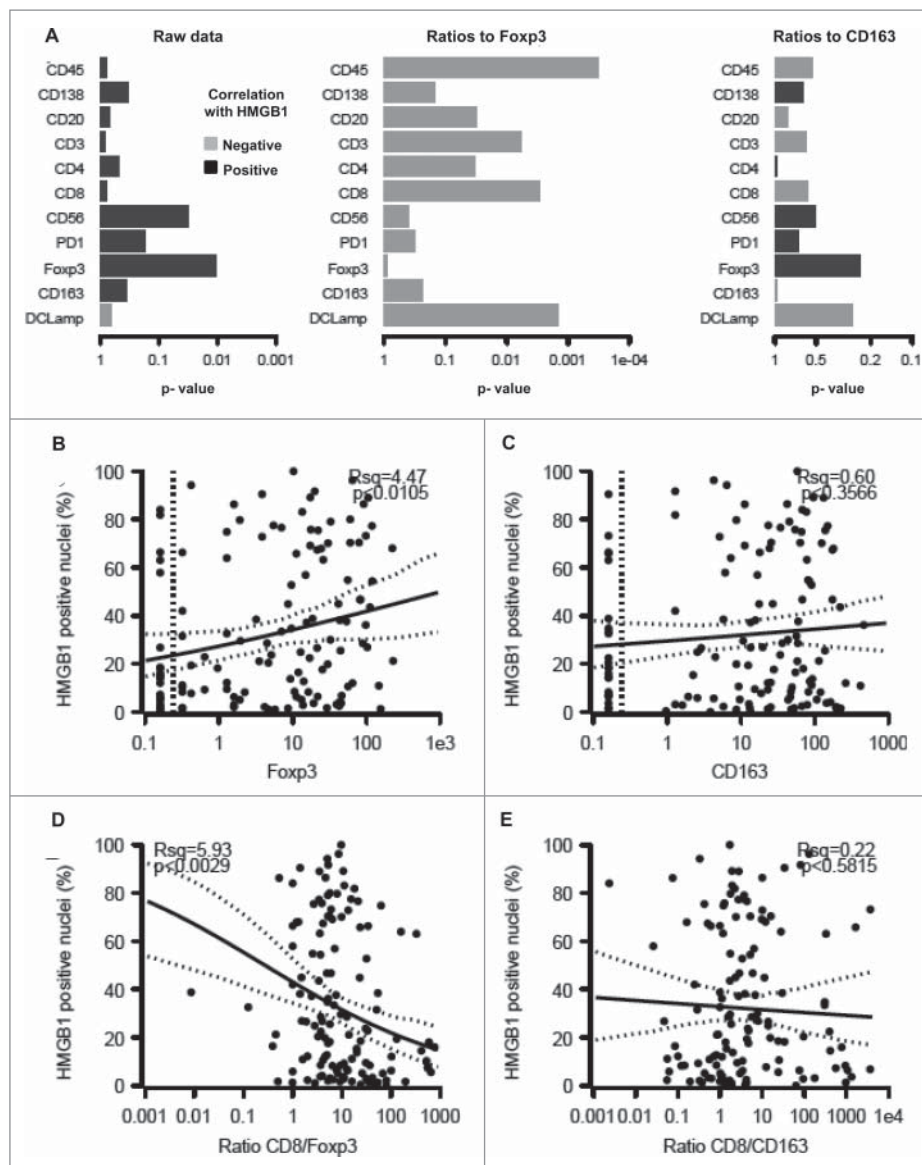 A
Raw data
Ratios to Foxp3
Ratios to CD163
CD45
CD138
CD20
CD3
CD4
CD8
CD56
PD1
Foxp3
CD163
DCLamp
1 0.1 0.01 0.001
p- value
Correlation
with HMGB1
Negative
Positive
CD45
CD138
CD20
CD3
CD4
CD8
CD56
PD1
Foxp3
CD163
DCLamp
1 0.1 0.01 0.001 1e-04
p- value
CD45
CD138
CD20
CD3
CD4
CD8
CD56
PD1
Foxp3
CD163
DCLamp
1 0.5 0.2 0.1
p- value
B
HMGB1 positive nuclei (%)
100
80
60
40
20
0
Rsq=4.47
p<0.0105
0.1 1 10 100 1e3
Foxp3
C
HMGB1 positive nuclei (%)
100
80
60
40
20
0
Rsq=0.60
p<0.3566
0.1 1 10 100 1000
CD163
D
HMGB1 positive nuclei (%)
100
80
60
40
20
0
Rsq=5.93
p<0.0029
0.001 0.01 0.1 1 10 100 1000
Ratio CD8/Foxp3
E
HMGB1 positive nuclei (%)
100
80
60
40
20
0
Rsq=0.22
p<0.5815
0.001 0.1 1 10 100 1000 1e4
Ratio CD8/CD163